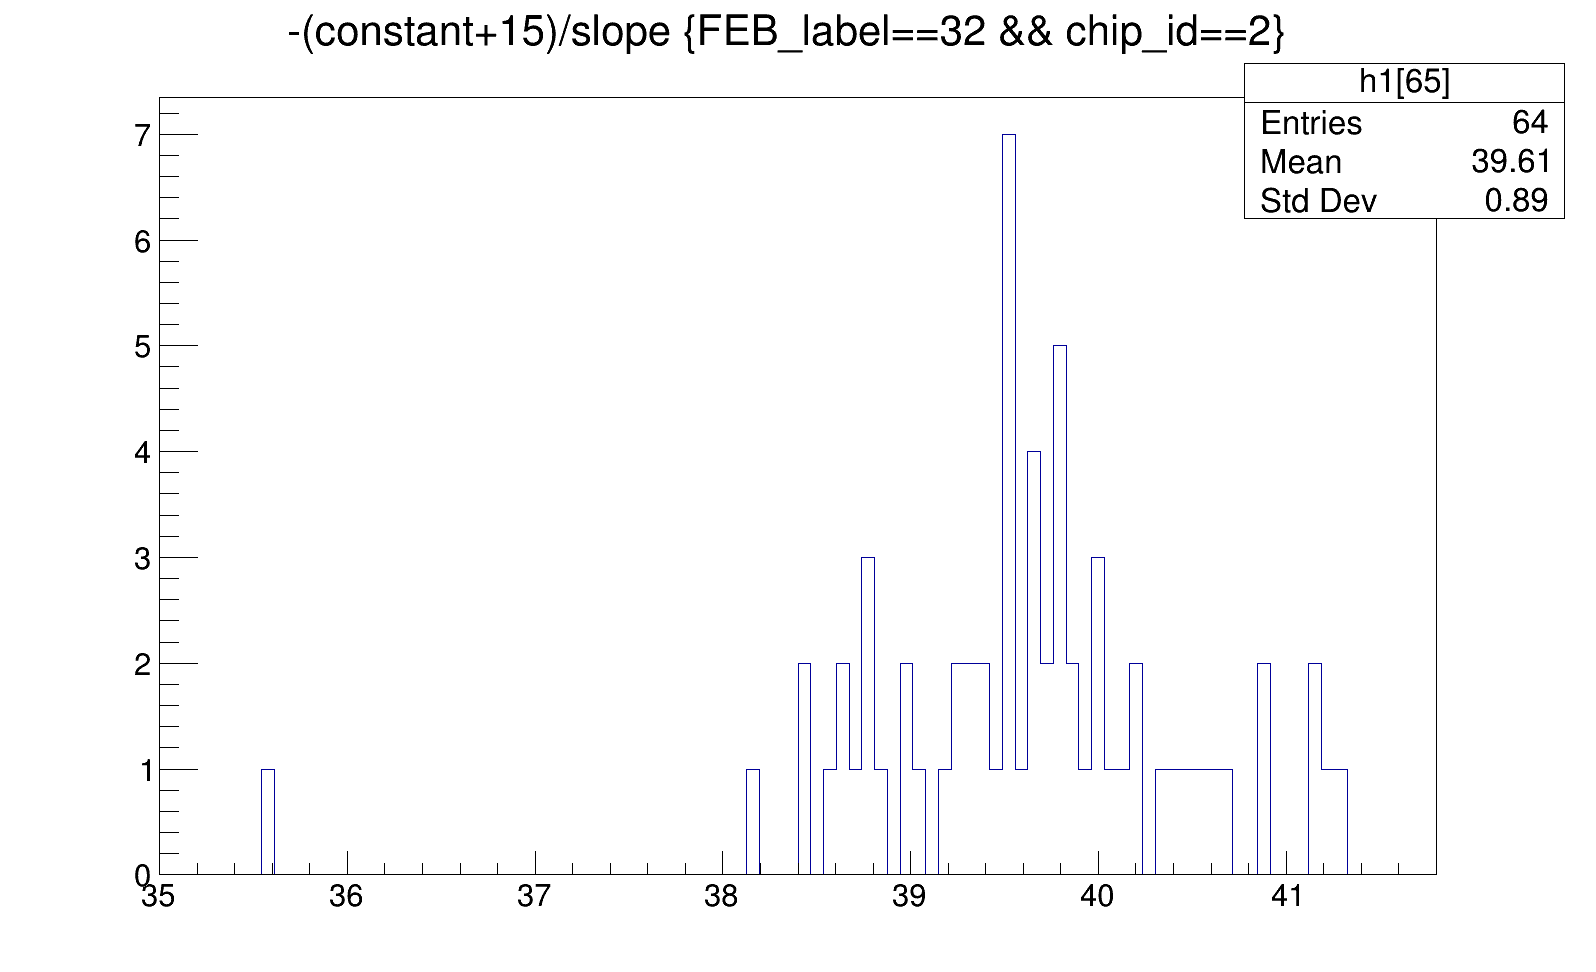 -(constant+15)/slope {FEB_label==32 && chip_id==2}
h1[65]
Entries 64
Mean 39.61
Std Dev 0.89
7
6
5
4
3
2
1
0
35 36 37 38 39 40 41